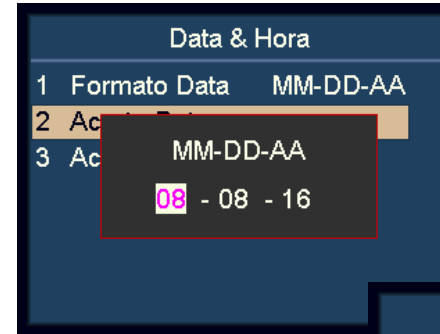 Data & Hora
1 Formato Data MM-DD-AA
2 Ac
3 Ac
MM-DD-AA
08 - 08 - 16